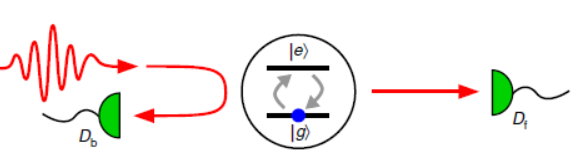 |e⟩
|g⟩
D_b
D_f